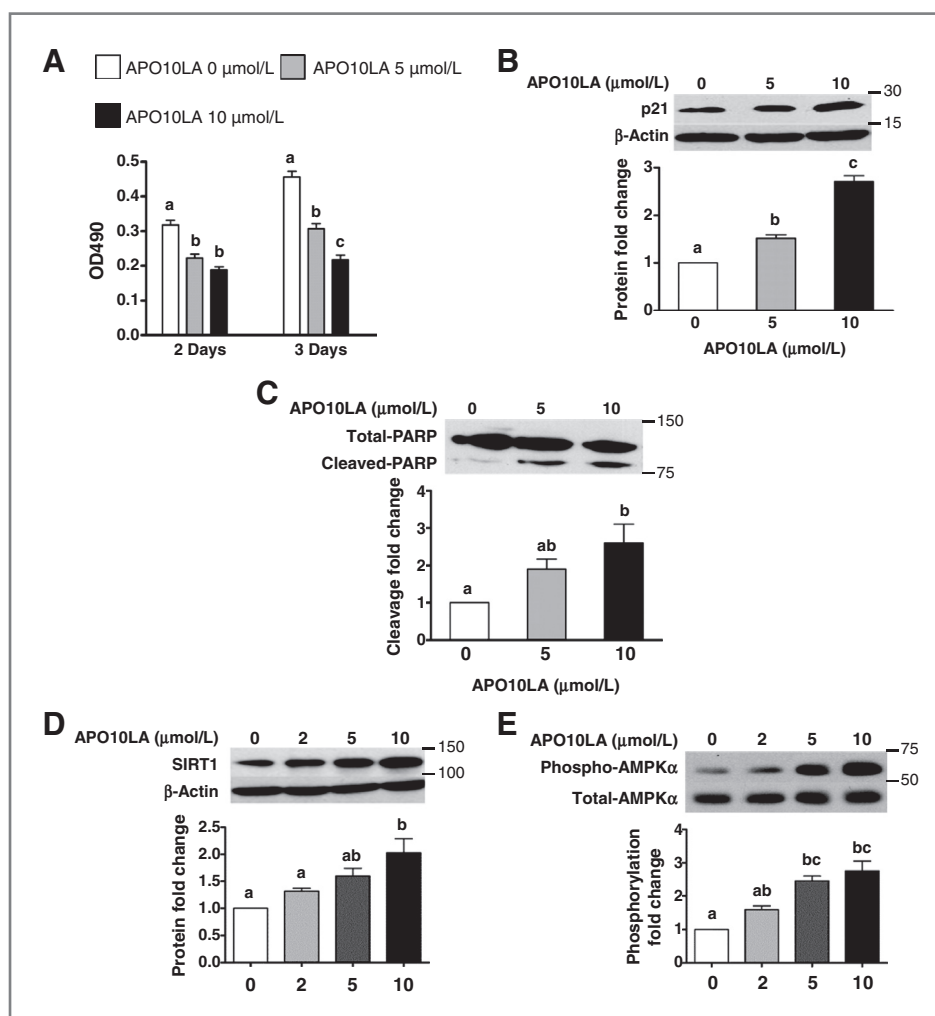 A
APO10LA 0 μmol/L APO10LA 5 μmol/L
APO10LA 10 μmol/L
0.5
0.4
0.3
0.2
0.1
0.0
OD490
a b b a b c
2 Days 3 Days
B
APO10LA (μmol/L) 0 5 10
p21
30
15
β-Actin
Protein fold change
3
2
1
0
a b c
0 5 10
APO10LA (μmol/L)
C
APO10LA (μmol/L) 0 5 10
Total-PARP
150
Cleaved-PARP
75
Cleavage fold change
4
3
2
1
0
a ab b
0 5 10
APO10LA (μmol/L)
D
APO10LA (μmol/L) 0 2 5 10
SIRT1
150
100
β-Actin
Protein fold change
2.5
2.0
1.5
1.0
0.5
0.0
a a ab b
0 2 5 10
E
APO10LA (μmol/L) 0 2 5 10
Phospho-AMPKα
75
50
Total-AMPKα
Phosphorylation
fold change
4
3
2
1
0
a ab bc bc
0 2 5 10